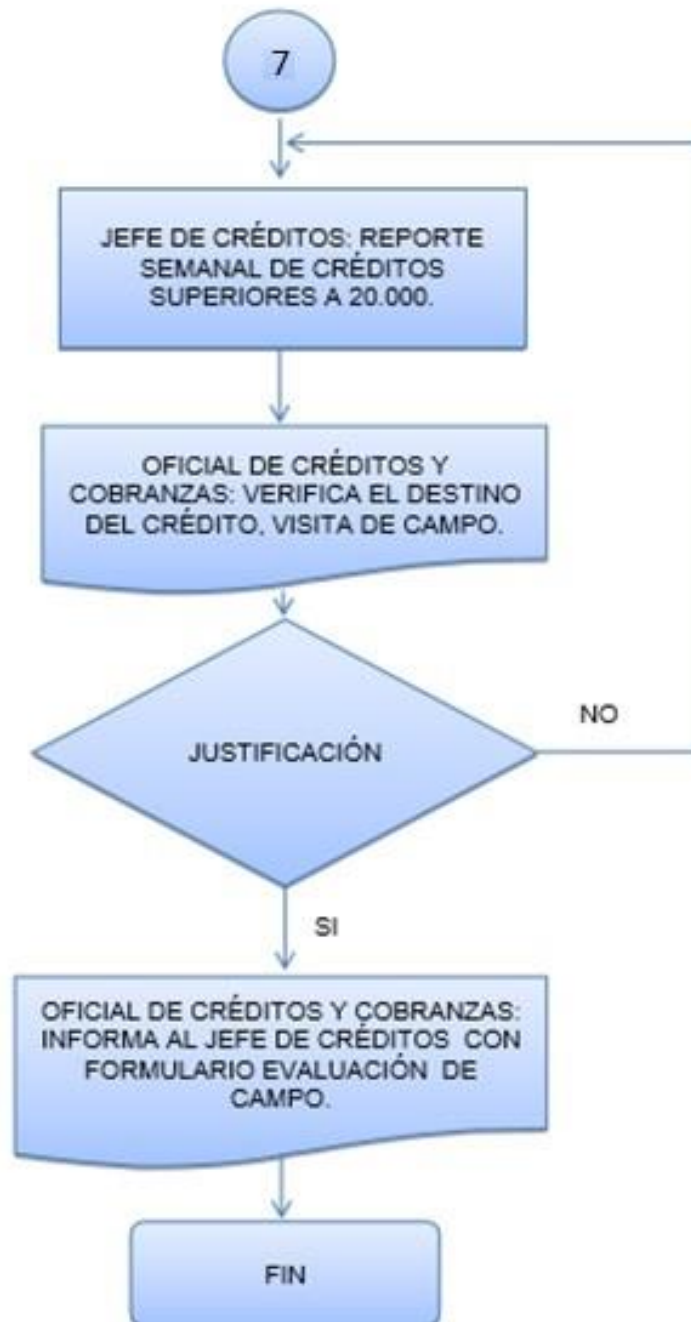 7
JEFE DE CRÉDITOS: REPORTE
SEMANAL DE CRÉDITOS
SUPERIORES A 20.000.
OFICIAL DE CRÉDITOS Y
COBRANZAS: VERIFICA EL DESTINO
DEL CRÉDITO, VISITA DE CAMPO.
JUSTIFICACIÓN
NO
SI
OFICIAL DE CRÉDITOS Y COBRANZAS:
INFORMA AL JEFE DE CRÉDITOS CON
FORMULARIO EVALUACIÓN DE
CAMPO.
FIN